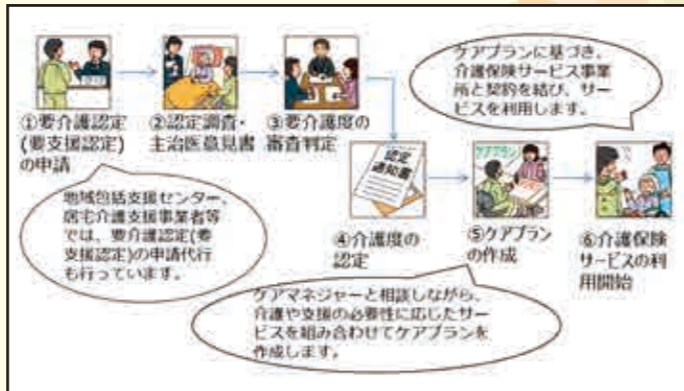 ①要介護認定
(要支援認定)
の申請
②認定調査・
主治医意見書
③要介護度の
審査判定
認定
通知書
④介護度の
認定
ケアプラン
⑤ケアプラン
の作成
⑥介護保険
サービスの利
用開始
地域包括支援センター、
居宅介護支援事業者等
では、要介護認定(要
支援認定)の申請代行
も行っています。
ケアマネジャーと相談しながら、
介護や支援の必要性に応じたサー
ビスを組み合わせてケアプランを
作成します。
ケアプランに基づき、
介護保険サービス事業
所と契約を結び、サー
ビスを利用します。